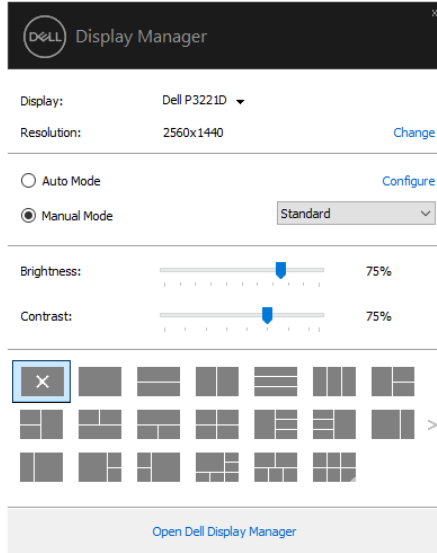 DELL Display Manager
Display: Dell P3221D
Resolution: 2560x1440 Change
Auto Mode Configure
Manual Mode Standard
Brightness: 75%
Contrast: 75%
Open Dell Display Manager